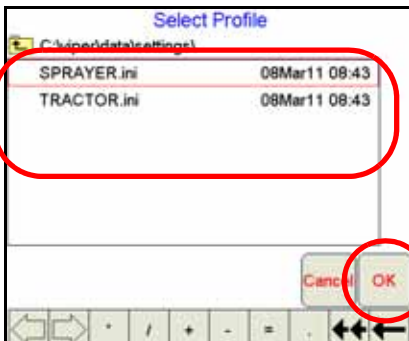 Select Profile
C:\viper\data\settings\
SPRAYER.ini 08Mar11 08:43
TRACTOR.ini 08Mar11 08:43
Cancel OK
* / + - = .